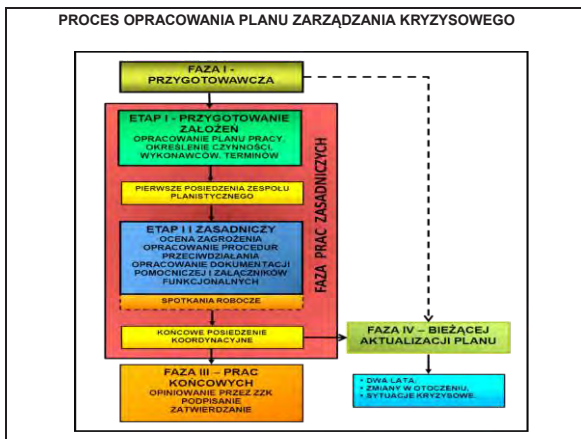 PROCES OPRACOWANIA PLANU ZARZĄDZANIA KRYZYSOWEGO
FAZA I -
PRZYGOTOWAWCZA
ETAP I - PRZYGOTOWANIE
ZAŁOŻEŃ
OPRACOWANIE PLANU PRACY,
OKREŚLENIE CZYNNOŚCI,
WYKONAWCÓW, TERMINÓW
PIERWSZE POSIEDZENIA ZESPOŁU
PLANISTYCZNEGO
ETAP I I ZASADNICZY
OCENA ZAGROŻENIA
OPRACOWANIE PROCEDUR
PRZECIWDZIAŁANIA
OPRACOWANIE DOKUMENTACJI
POMOCNICZEJ I ZAŁĄCZNIKÓW
FUNKCJONALNYCH
SPOTKANIA ROBOCZE
KOŃCOWE POSIEDZENIE
KOORDYNACYJNE
FAZA PRAC ZASADNICZYCH
FAZA III – PRAC
KOŃCOWYCH
OPINIOWANIE PRZEZ ZZK
PODPISANIE
ZATWIERDZANIE
FAZA IV – BIEŻĄCEJ
AKTUALIZACJI PLANU
• DWA LATA,
• ZMIANY W OTOCZENIU,
• SYTUACJE KRYZYSOWE.